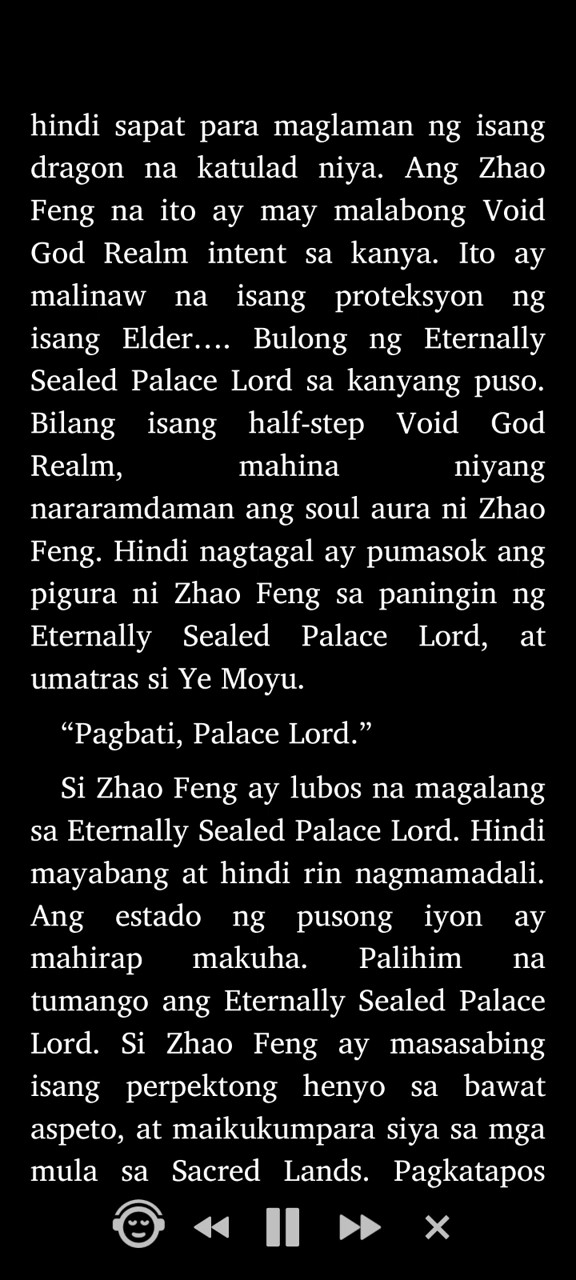 hindi sapat para maglaman ng isang
dragon na katulad niya. Ang Zhao
Feng na ito ay may malabong Void
God Realm intent sa kanya. Ito ay
malinaw na isang proteksyon ng
isang Elder…. Bulong ng Eternally
Sealed Palace Lord sa kanyang puso.
Bilang isang half-step Void God
Realm, mahina niyang
nararamdaman ang soul aura ni Zhao
Feng. Hindi nagtagal ay pumasok ang
pigura ni Zhao Feng sa paningin ng
Eternally Sealed Palace Lord, at
umatras si Ye Moyu.
“Pagbati, Palace Lord.”
Si Zhao Feng ay lubos na magalang
sa Eternally Sealed Palace Lord. Hindi
mayabang at hindi rin nagmamadali.
Ang estado ng pusong iyon ay
mahirap makuha. Palihim na
tumango ang Eternally Sealed Palace
Lord. Si Zhao Feng ay masasabing
isang perpektong henyo sa bawat
aspeto, at maikukumpara siya sa mga
mula sa Sacred Lands. Pagkatapos